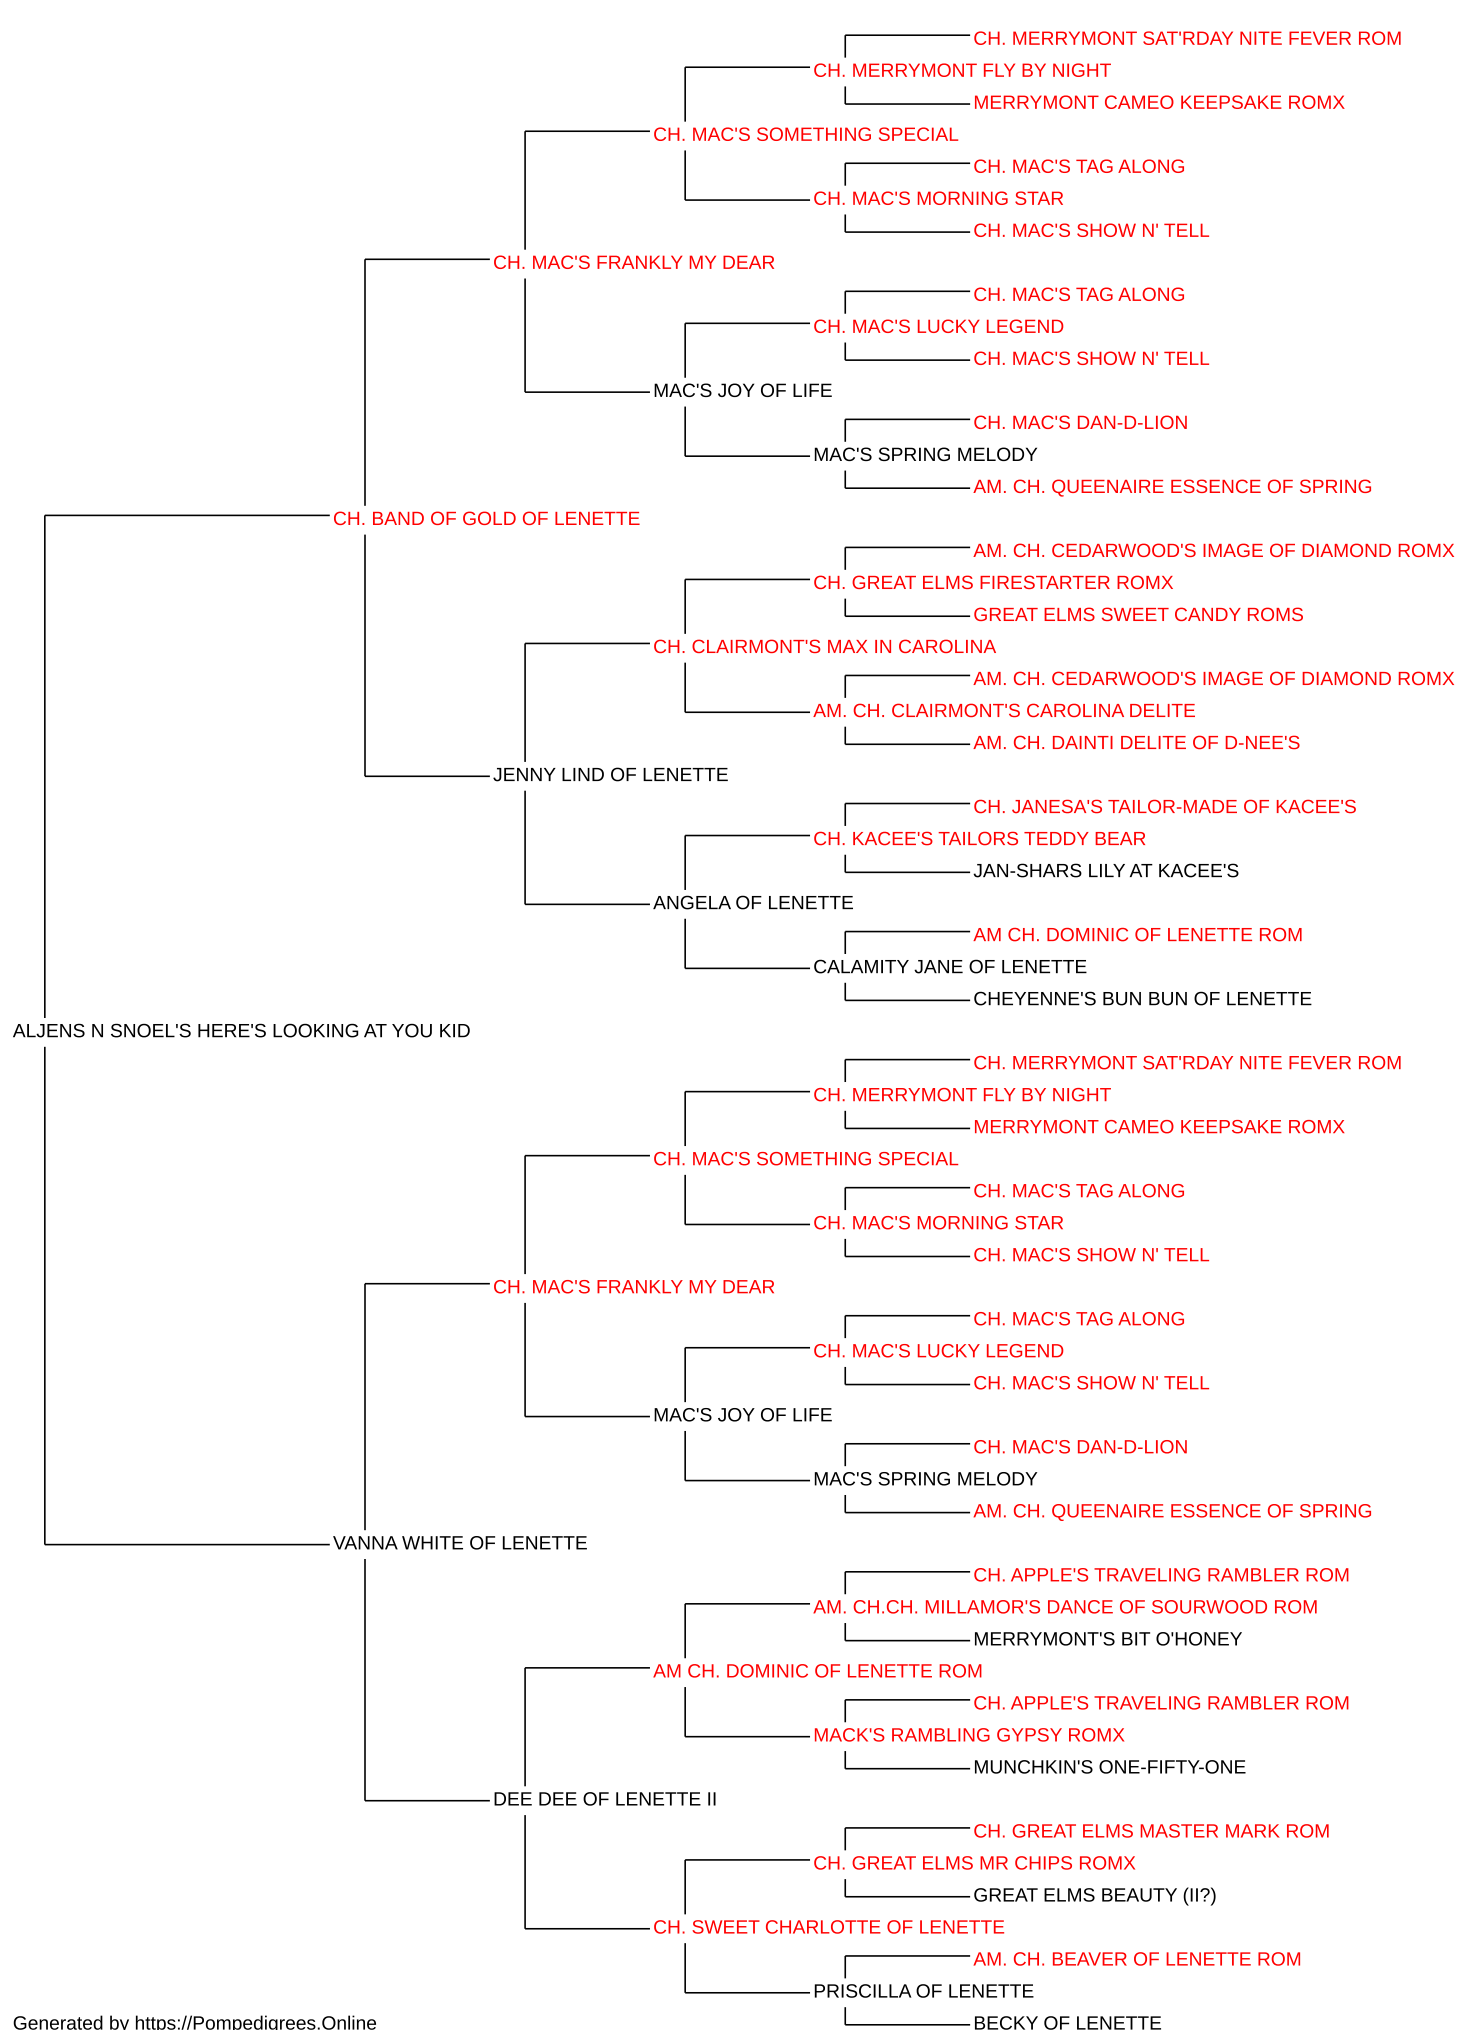 CH. MERRYMONT SAT'RDAY NITE FEVER ROM
CH. MERRYMONT FLY BY NIGHT
MERRYMONT CAMEO KEEPSAKE ROMX
CH. MAC'S SOMETHING SPECIAL
CH. MAC'S TAG ALONG
CH. MAC'S MORNING STAR
CH. MAC'S SHOW N' TELL
CH. MAC'S FRANKLY MY DEAR
CH. MAC'S TAG ALONG
CH. MAC'S LUCKY LEGEND
CH. MAC'S SHOW N' TELL
MAC'S JOY OF LIFE
CH. MAC'S DAN-D-LION
MAC'S SPRING MELODY
AM. CH. QUEENAIRE ESSENCE OF SPRING
CH. BAND OF GOLD OF LENETTE
AM. CH. CEDARWOOD'S IMAGE OF DIAMOND ROMX
CH. GREAT ELMS FIRESTARTER ROMX
GREAT ELMS SWEET CANDY ROMS
CH. CLAIRMONT'S MAX IN CAROLINA
AM. CH. CEDARWOOD'S IMAGE OF DIAMOND ROMX
AM. CH. CLAIRMONT'S CAROLINA DELITE
AM. CH. DAINTI DELITE OF D-NEE'S
JENNY LIND OF LENETTE
CH. JANESA'S TAILOR-MADE OF KACEE'S
CH. KACEE'S TAILORS TEDDY BEAR
JAN-SHARS LILY AT KACEE'S
ANGELA OF LENETTE
AM CH. DOMINIC OF LENETTE ROM
CALAMITY JANE OF LENETTE
CHEYENNE'S BUN BUN OF LENETTE
ALJENS N SNOEL'S HERE'S LOOKING AT YOU KID
CH. MERRYMONT SAT'RDAY NITE FEVER ROM
CH. MERRYMONT FLY BY NIGHT
MERRYMONT CAMEO KEEPSAKE ROMX
CH. MAC'S SOMETHING SPECIAL
CH. MAC'S TAG ALONG
CH. MAC'S MORNING STAR
CH. MAC'S SHOW N' TELL
CH. MAC'S FRANKLY MY DEAR
CH. MAC'S TAG ALONG
CH. MAC'S LUCKY LEGEND
CH. MAC'S SHOW N' TELL
MAC'S JOY OF LIFE
CH. MAC'S DAN-D-LION
MAC'S SPRING MELODY
AM. CH. QUEENAIRE ESSENCE OF SPRING
VANNA WHITE OF LENETTE
CH. APPLE'S TRAVELING RAMBLER ROM
AM. CH.CH. MILLAMOR'S DANCE OF SOURWOOD ROM
MERRYMONT'S BIT O'HONEY
AM CH. DOMINIC OF LENETTE ROM
CH. APPLE'S TRAVELING RAMBLER ROM
MACK'S RAMBLING GYPSY ROMX
MUNCHKIN'S ONE-FIFTY-ONE
DEE DEE OF LENETTE II
CH. GREAT ELMS MASTER MARK ROM
CH. GREAT ELMS MR CHIPS ROMX
GREAT ELMS BEAUTY (II?)
CH. SWEET CHARLOTTE OF LENETTE
AM. CH. BEAVER OF LENETTE ROM
PRISCILLA OF LENETTE
BECKY OF LENETTE
Generated by https://Pompedigrees.Online